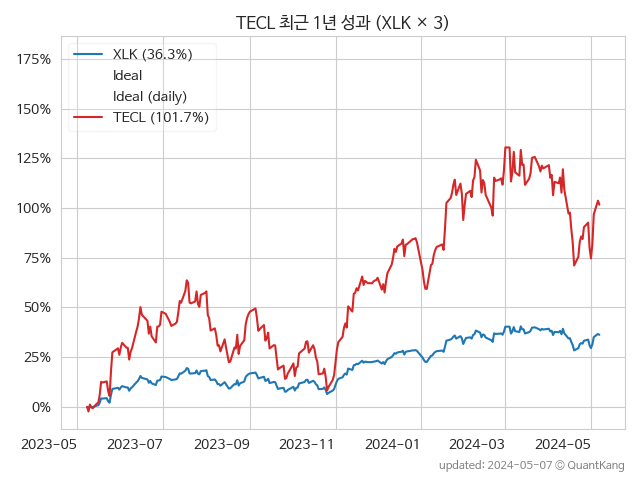 TECL 최근 1년 성과 (XLK × 3)
XLK (36.3%)
Ideal
Ideal (daily)
TECL (101.7%)
175%
150%
125%
100%
75%
50%
25%
0%
2023-05 2023-07 2023-09 2023-11 2024-01 2024-03 2024-05
updated: 2024-05-07 © QuantKang